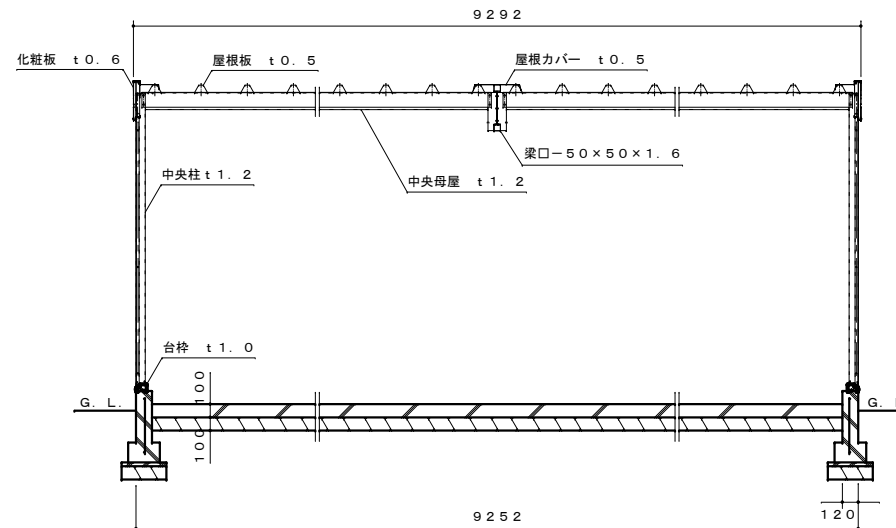 9292
化粧板 t0.6
屋根板 t0.5
屋根カバー t0.5
梁口-50×50×1.6
中央柱t1.2
中央母屋 t1.2
台枠 t1.0
100
G.L.
G.L
100
9252
120